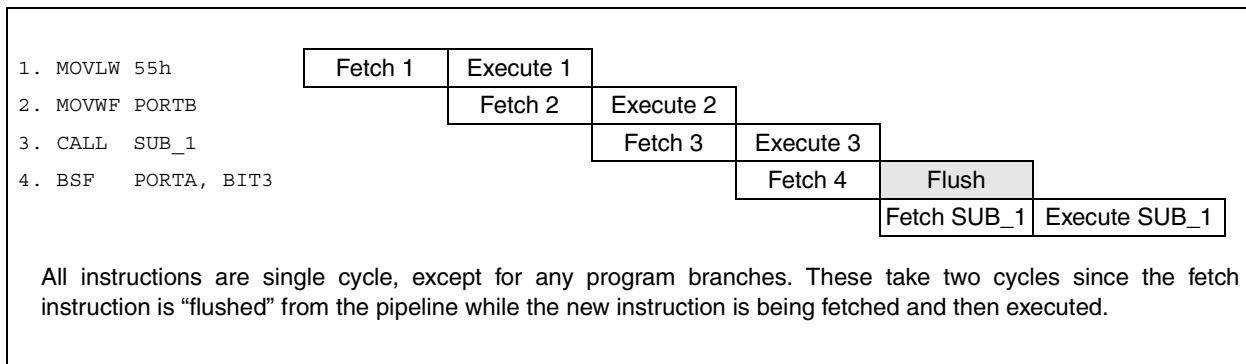 1. MOVLW 55h Fetch 1 Execute 1
2. MOVWF PORTB Fetch 2 Execute 2
3. CALL SUB_1 Fetch 3 Execute 3
4. BSF PORTA, BIT3 Fetch 4 Flush
Fetch SUB_1 Execute SUB_1
All instructions are single cycle, except for any program branches. These take two cycles since the fetch
instruction is “flushed” from the pipeline while the new instruction is being fetched and then executed.